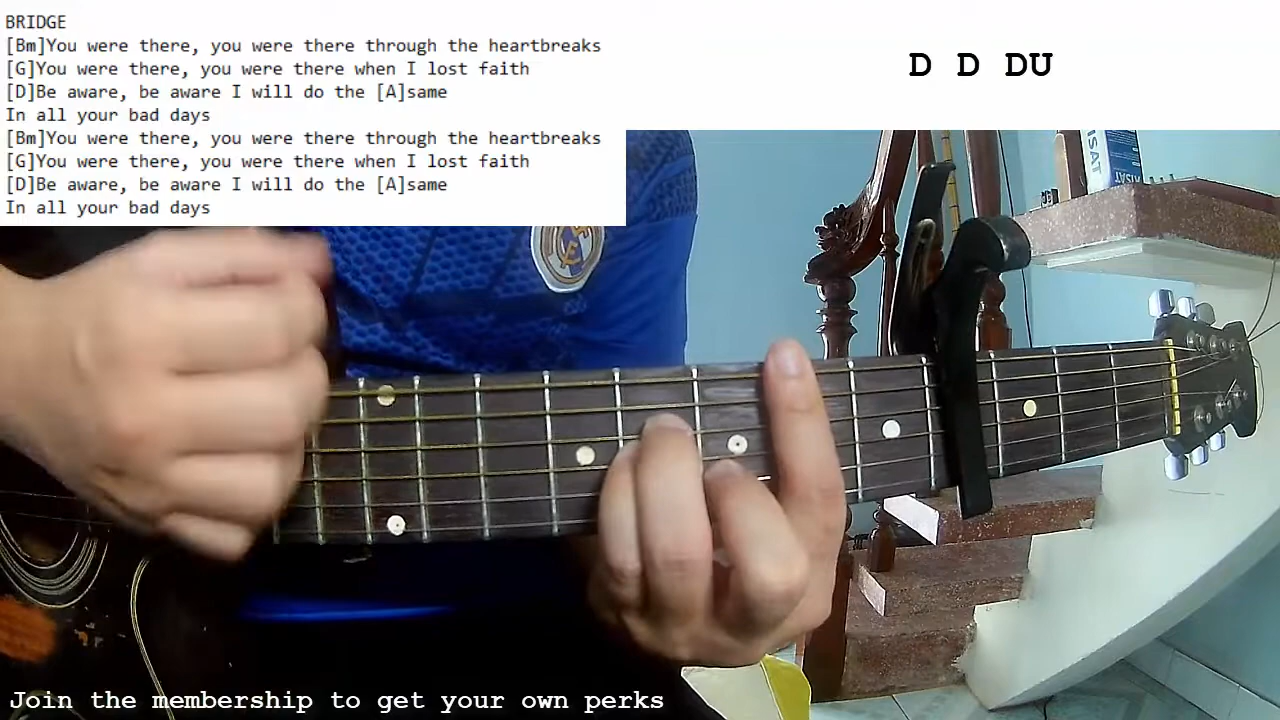 BRIDGE
[Bm]You were there, you were there through the heartbreaks
[G]You were there, you were there when I lost faith
[D]Be aware, be aware I will do the [A]same
In all your bad days
[Bm]You were there, you were there through the heartbreaks
[G]You were there, you were there when I lost faith
[D]Be aware, be aware I will do the [A]same
In all your bad days
D D DU
ISAT
AISAT
Join the membership to get your own perks